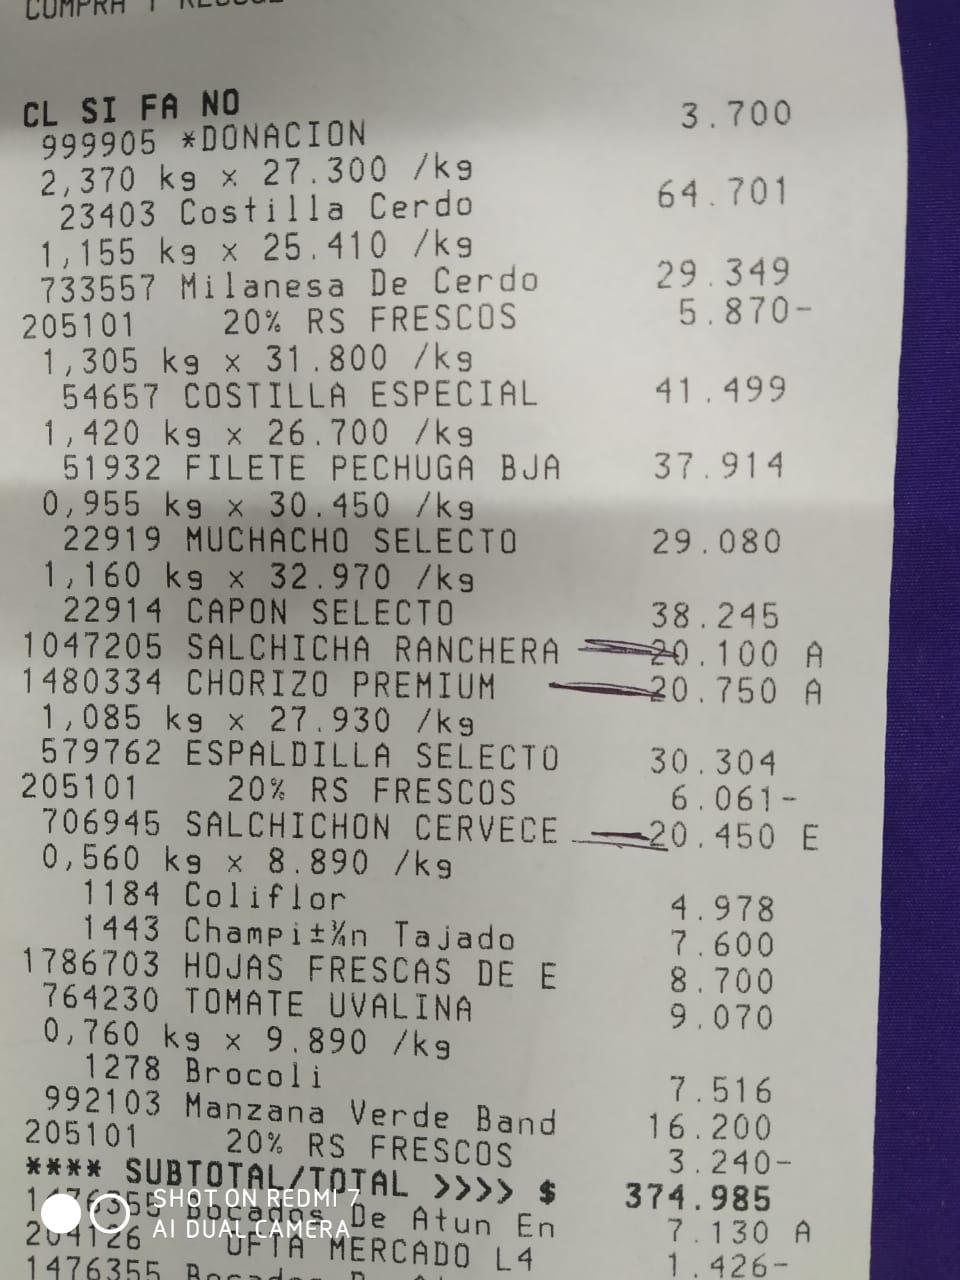 COMPRA Y RECOGE
CL SI FA NO
999905 *DONACION 3.700
2,370 kg x 27.300 /kg
23403 Costilla Cerdo 64.701
1,155 kg x 25.410 /kg
733557 Milanesa De Cerdo 29.349
205101 20% RS FRESCOS 5.870-
1,305 kg x 31.800 /kg
54657 COSTILLA ESPECIAL 41.499
1,420 kg x 26.700 /kg
51932 FILETE PECHUGA BJA 37.914
0,955 kg x 30.450 /kg
22919 MUCHACHO SELECTO 29.080
1,160 kg x 32.970 /kg
22914 CAPON SELECTO 38.245
1047205 SALCHICHA RANCHERA 20.100 A
1480334 CHORIZO PREMIUM 20.750 A
1,085 kg x 27.930 /kg
579762 ESPALDILLA SELECTO 30.304
205101 20% RS FRESCOS 6.061-
706945 SALCHICHON CERVECE 20.450 E
0,560 kg x 8.890 /kg
1184 Coliflor 4.978
1443 Champi±¾n Tajado 7.600
1786703 HOJAS FRESCAS DE E 8.700
764230 TOMATE UVALINA 9.070
0,760 kg x 9.890 /kg
1278 Brocoli 7.516
992103 Manzana Verde Band 16.200
205101 20% RS FRESCOS 3.240-
**** SUBTOTAL/TOTAL >>>> $ 374.985
1476355 Bocados De Atun En 7.130 A
204126 OFTA MERCADO L4 1.426-
1476355 Bocados
SHOT ON REDMI 7
AI DUAL CAMERA